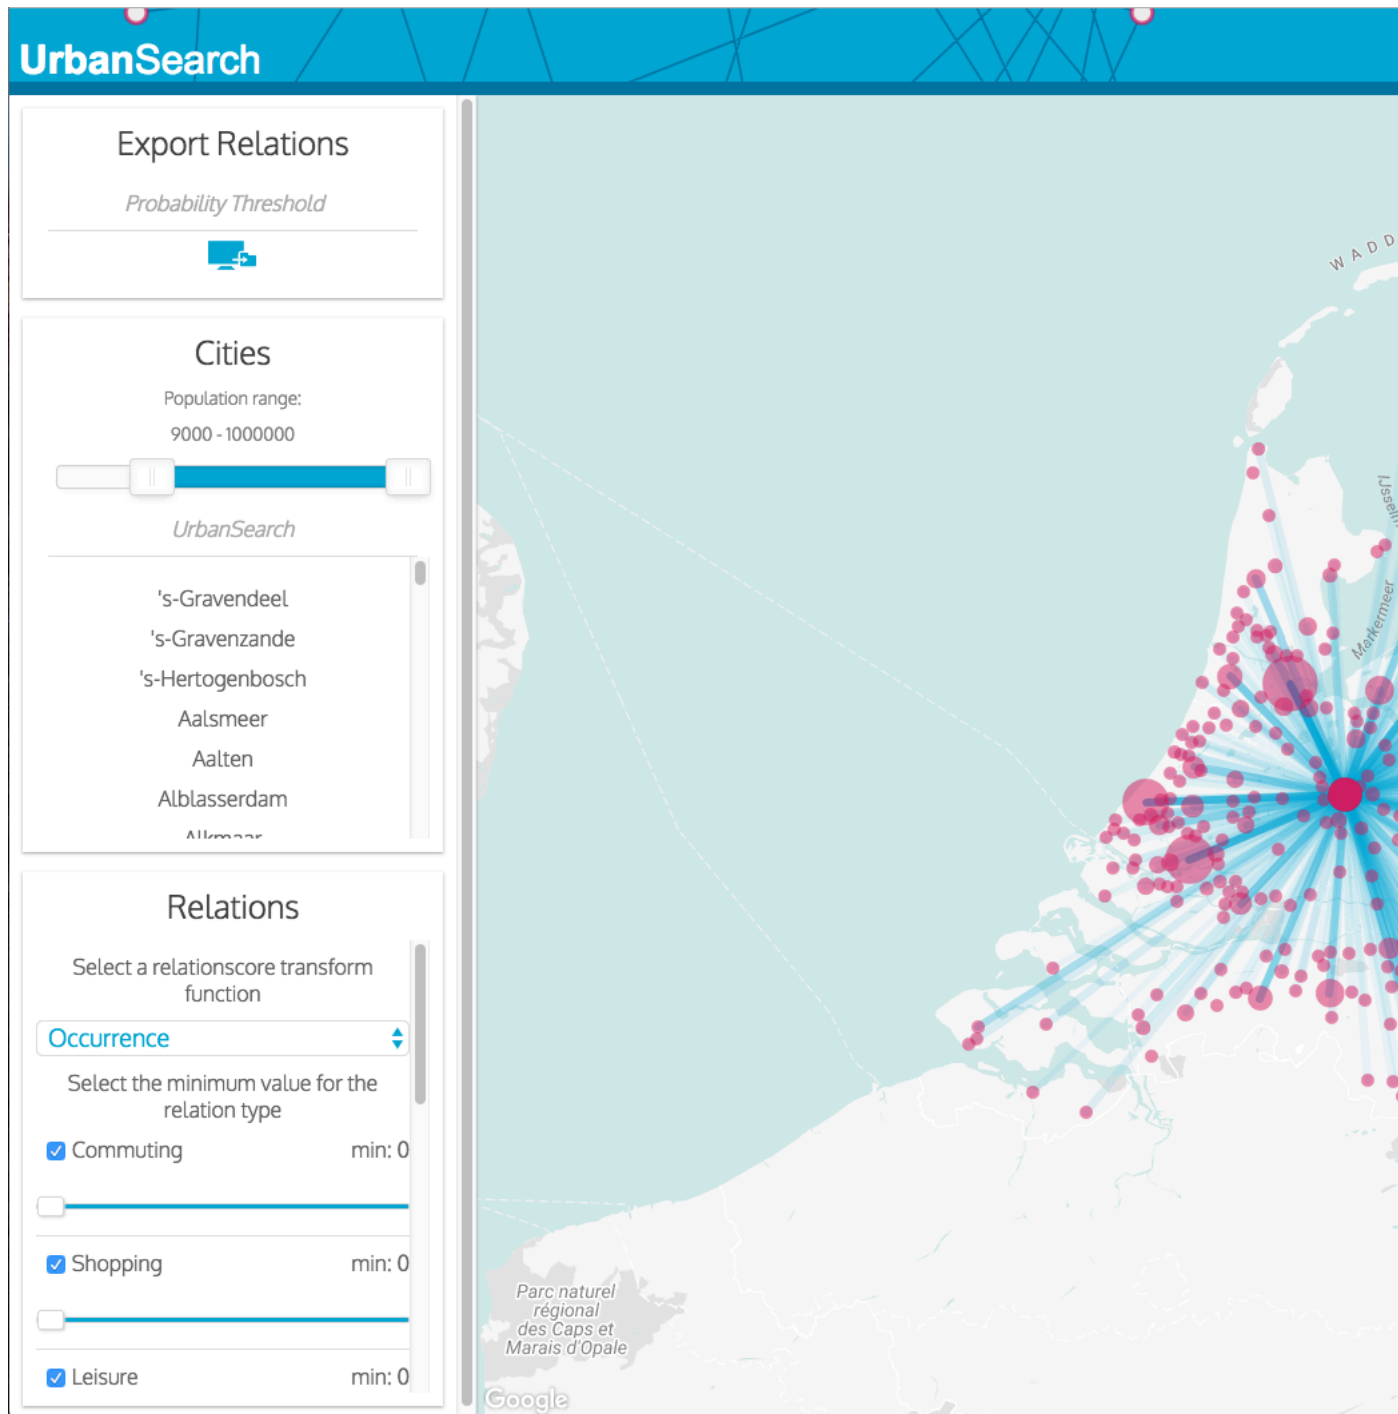 UrbanSearch
Export Relations
Probability Threshold
Cities
Population range:
9000 - 1000000
UrbanSearch
's-Gravendeel
's-Gravenzande
's-Hertogenbosch
Aalsmeer
Aalten
Alblasserdam
Alkmaar
Relations
Select a relationscore transform
function
Occurrence
Select the minimum value for the
relation type
Commuting min: 0
Shopping min: 0
Leisure min: 0
WADD
IJsselm
Markermeer
Parc naturel
régional
des Caps et
Marais d'Opale
Google